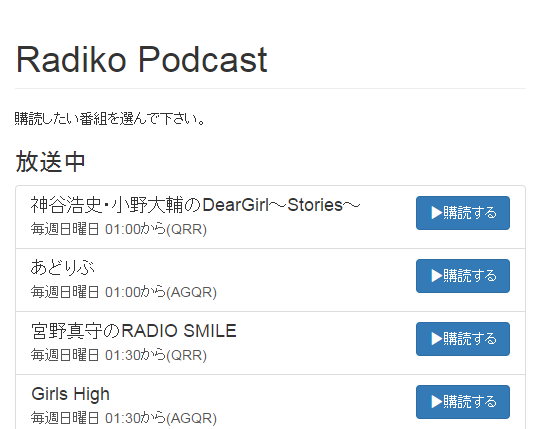 Radiko Podcast
購読したい番組を選んで下さい。
放送中
神谷浩史・小野大輔のDearGirl～Stories～
毎週日曜日 01:00から(QRR)
▶購読する
あどりぶ
毎週日曜日 01:00から(AGQR)
▶購読する
宮野真守のRADIO SMILE
毎週日曜日 01:30から(QRR)
▶購読する
Girls High
毎週日曜日 01:30から(AGQR)
▶購読する